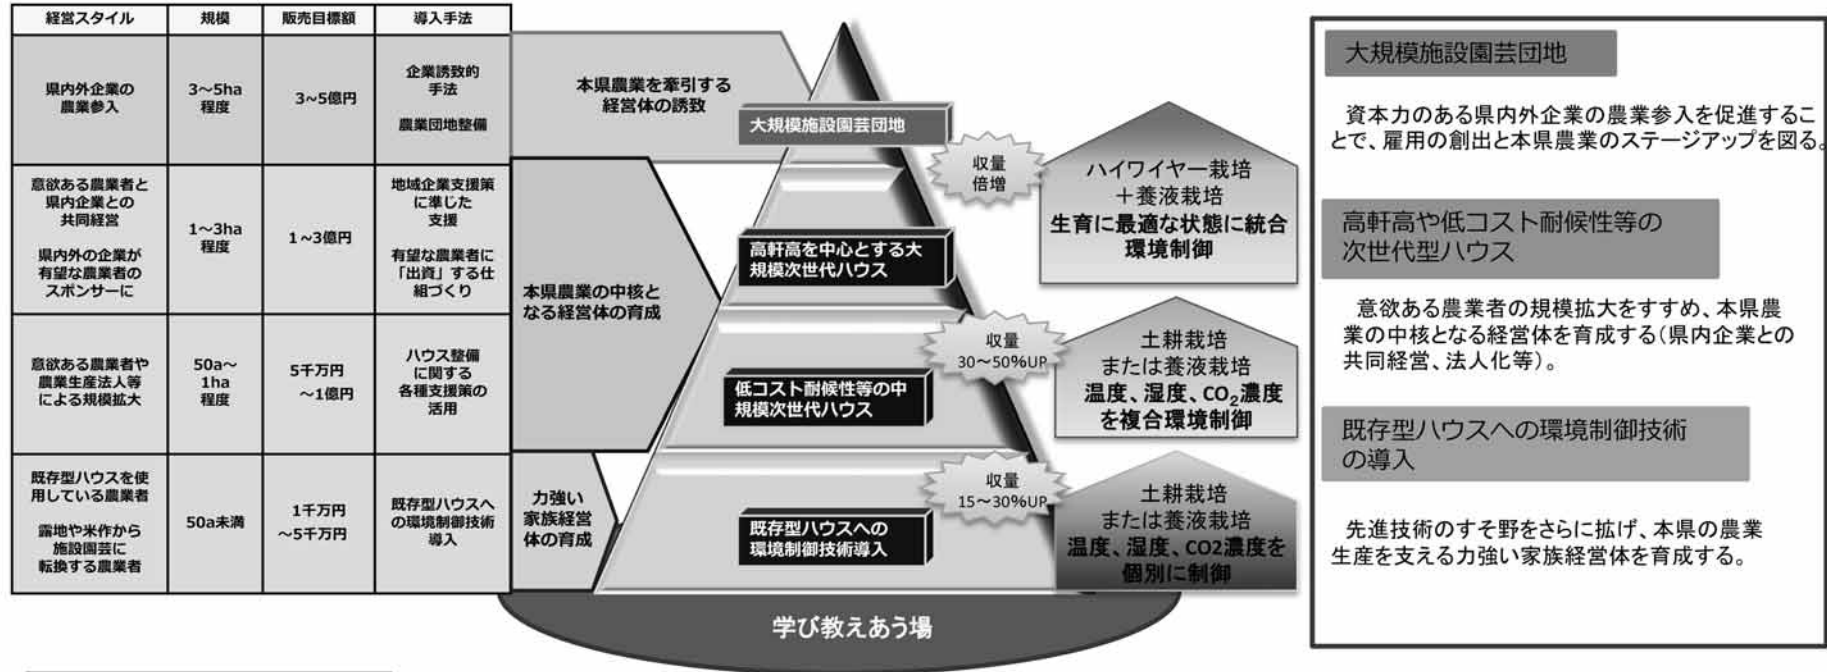 経営スタイル
規模
販売目標額
導入手法
県内外企業の
農業参入
3～5ha
程度
3~5億円
企業誘致的
手法
農業団地整備
意欲ある農業者と
県内企業との
共同経営
県内外の企業が
有望な農業者の
スポンサーに
1～3ha
程度
1~3億円
地域企業支援策
に準じた
支援
有望な農業者に
「出資」する仕
組づくり
意欲ある農業者や
農業生産法人等
による規模拡大
50a～
1ha
程度
5千万円
～1億円
ハウス整備
に関する
各種支援策の
活用
既存型ハウスを使
用している農業者
露地や米作から
施設園芸に
転換する農業者
50a未満
1千万円
～5千万円
既存型ハウスへ
の環境制御技術
導入
本県農業を牽引する
経営体の誘致
本県農業の中核と
なる経営体の育成
力強い
家族経営
体の育成
大規模施設園芸団地
高軒高を中心とする大
規模次世代ハウス
低コスト耐候性等の中
規模次世代ハウス
既存型ハウスへの
環境制御技術導入
収量
倍増
収量
30～50%UP
収量
15～30%UP
ハイワイヤー栽培
＋養液栽培
生育に最適な状態に統合
環境制御
土耕栽培
または養液栽培
温度、湿度、CO₂濃度
を複合環境制御
土耕栽培
または養液栽培
温度、湿度、CO2濃度を
個別に制御
学び教えあう場
大規模施設園芸団地
資本力のある県内外企業の農業参入を促進するこ
とで、雇用の創出と本県農業のステージアップを図る。
高軒高や低コスト耐候性等の
次世代型ハウス
意欲ある農業者の規模拡大をすすめ、本県農
業の中核となる経営体を育成する（県内企業との
共同経営、法人化等）。
既存型ハウスへの環境制御技術
の導入
先進技術のすそ野をさらに拡げ、本県の農業
生産を支える力強い家族経営体を育成する。